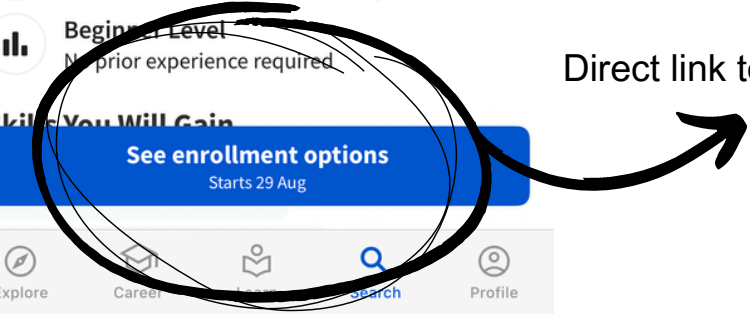 Beginner Level
No prior experience required
Skills You Will Gain
Direct link t
See enrollment options
Starts 29 Aug
Explore
Career
Learn
Search
Profile